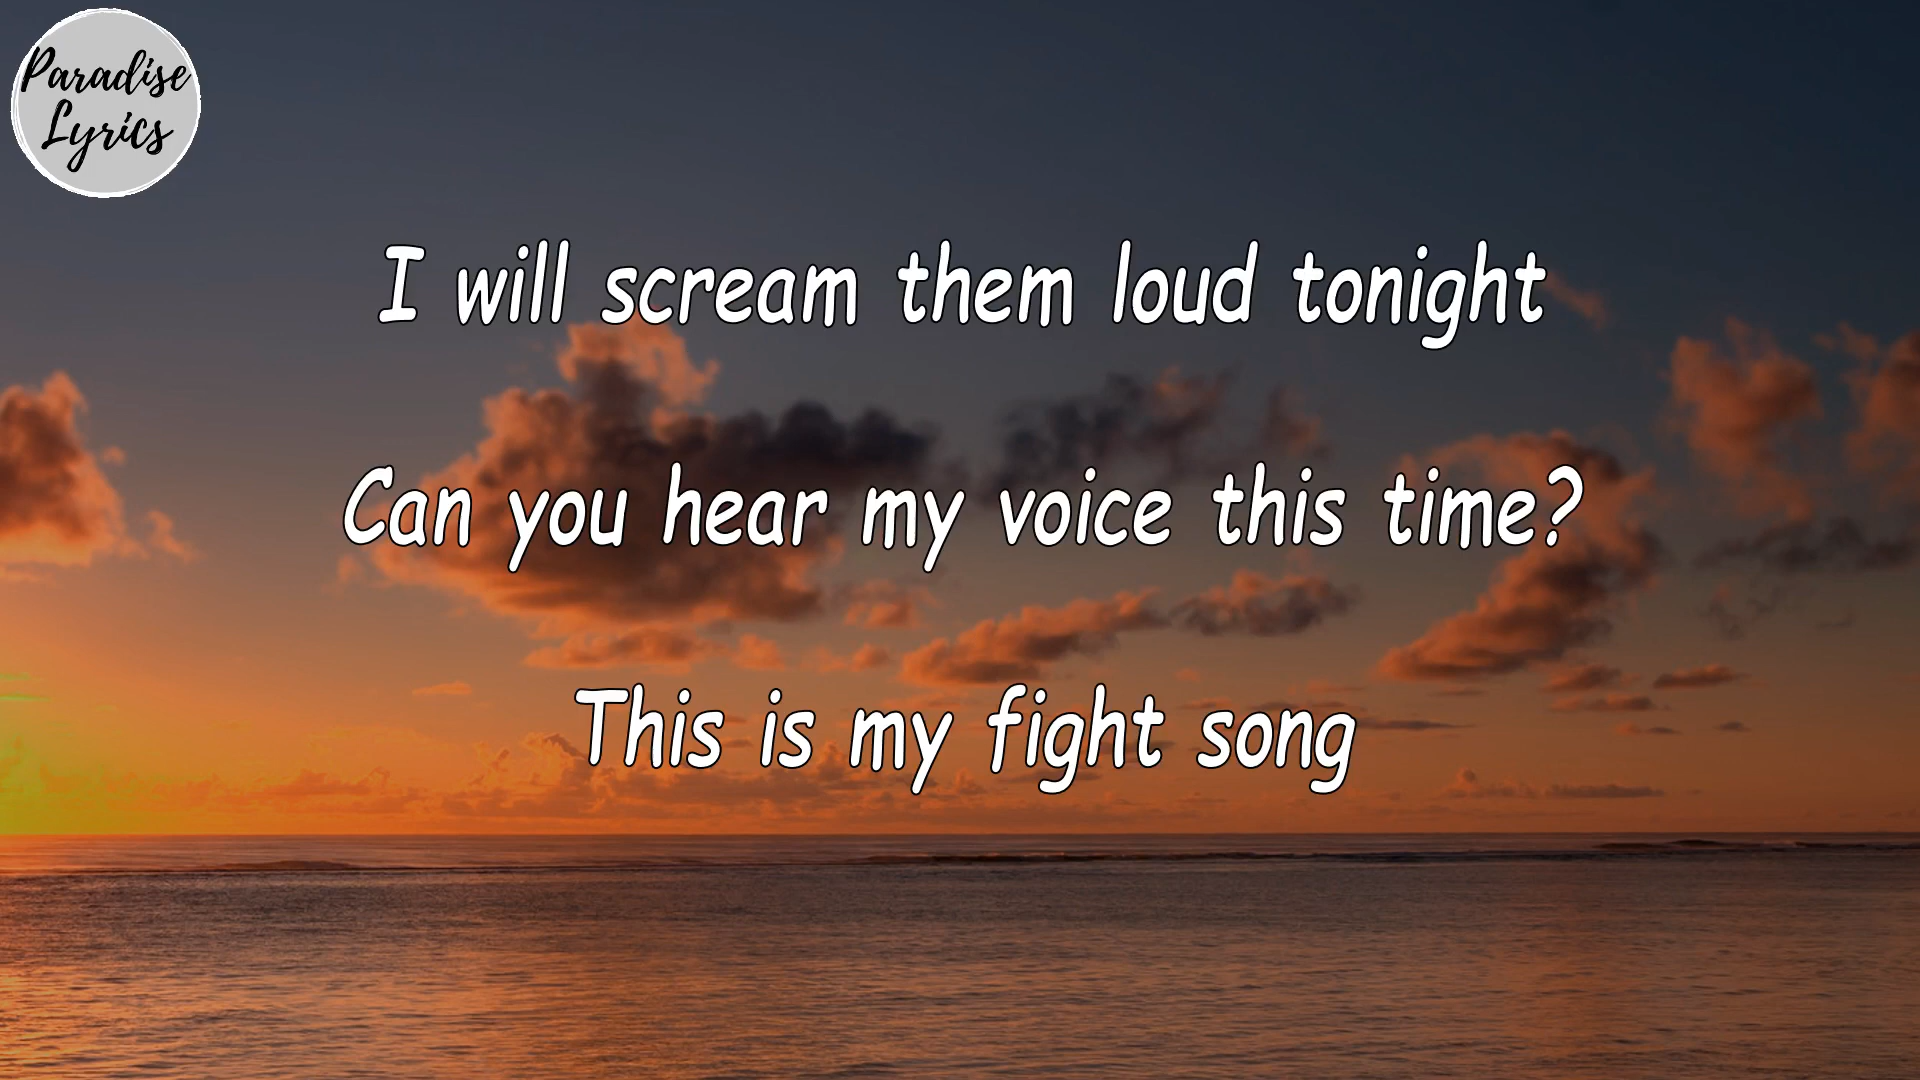 Paradise
Lyrics
I will scream them loud tonight
Can you hear my voice this time?
This is my fight song